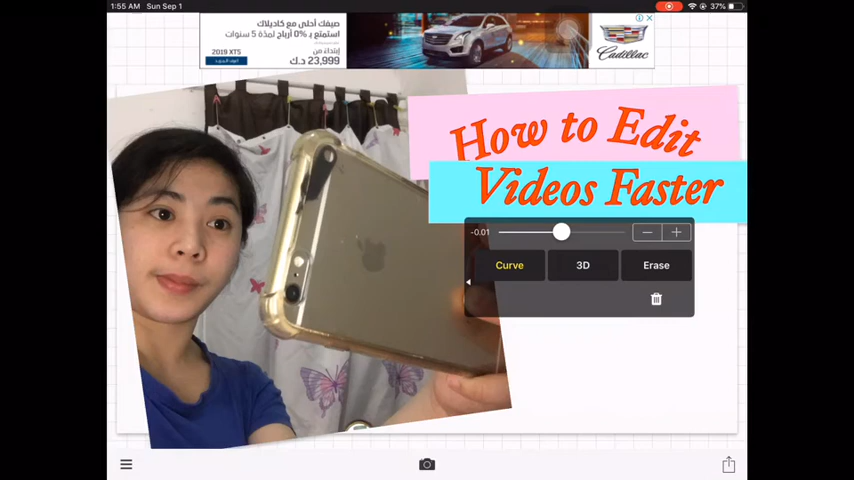 1:55 AM Sun Sep 1
37%
صيفك أحلى مع كاديلاك
استمتع بـ 0% أرباح لمدة 5 سنوات
2019 XT5
إبتداءً من
23,999 د.ك
Cadillac
How to Edit
Videos Faster
-0.01
Curve
3D
Erase